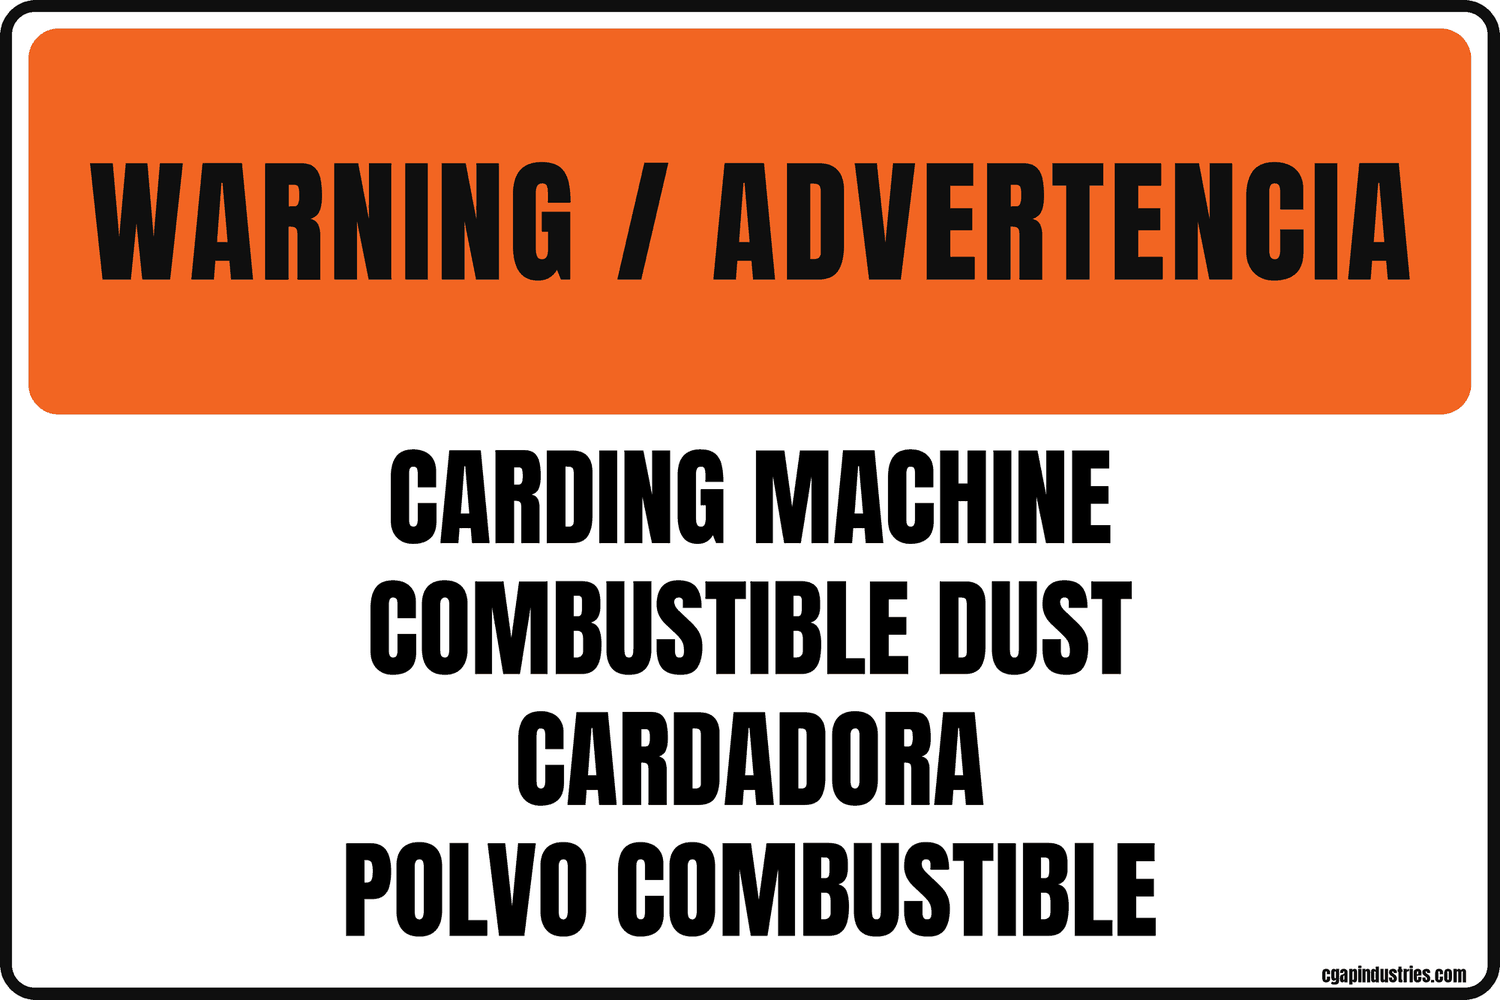 WARNING / ADVERTENCIA
CARDING MACHINE
COMBUSTIBLE DUST
CARDADORA
POLVO COMBUSTIBLE
cgapindustries.com